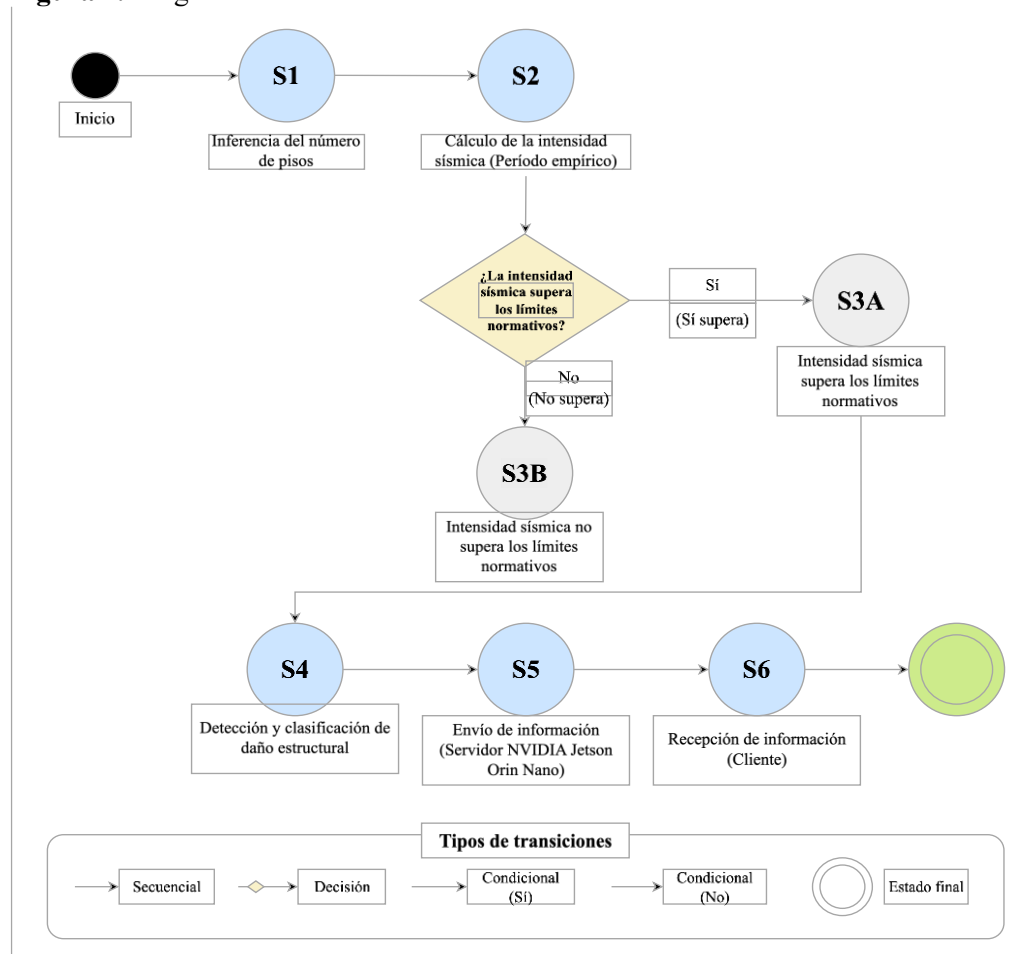 S1
S2
Inicio
Inferencia del número
de pisos
Cálculo de la intensidad
sísmica (Período empírico)
¿La intensidad
sísmica supera
los límites
normativos?
Sí
(Sí supera)
S3A
Intensidad sísmica
supera los límites
normativos
No
(No supera)
S3B
Intensidad sísmica no
supera los límites
normativos
S4
S5
S6
Detección y clasificación de
daño estructural
Envío de información
(Servidor NVIDIA Jetson
Orin Nano)
Recepción de información
(Cliente)
Tipos de transiciones
Secuencial
Decisión
Condicional
(Sí)
Condicional
(No)
Estado final